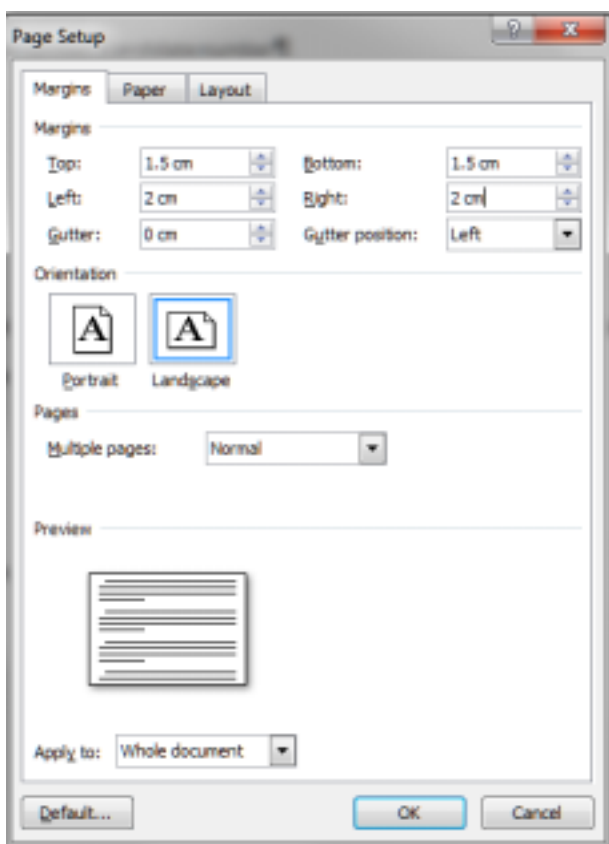 Page Setup
Margins Paper Layout
Margins
Top: 1.5 cm Bottom: 1.5 cm
Left: 2 cm Right: 2 cm
Gutter: 0 cm Gutter position: Left
Orientation
A A
Portrait Landscape
Pages
Multiple pages: Normal
Preview
Apply to: Whole document
Default... OK Cancel